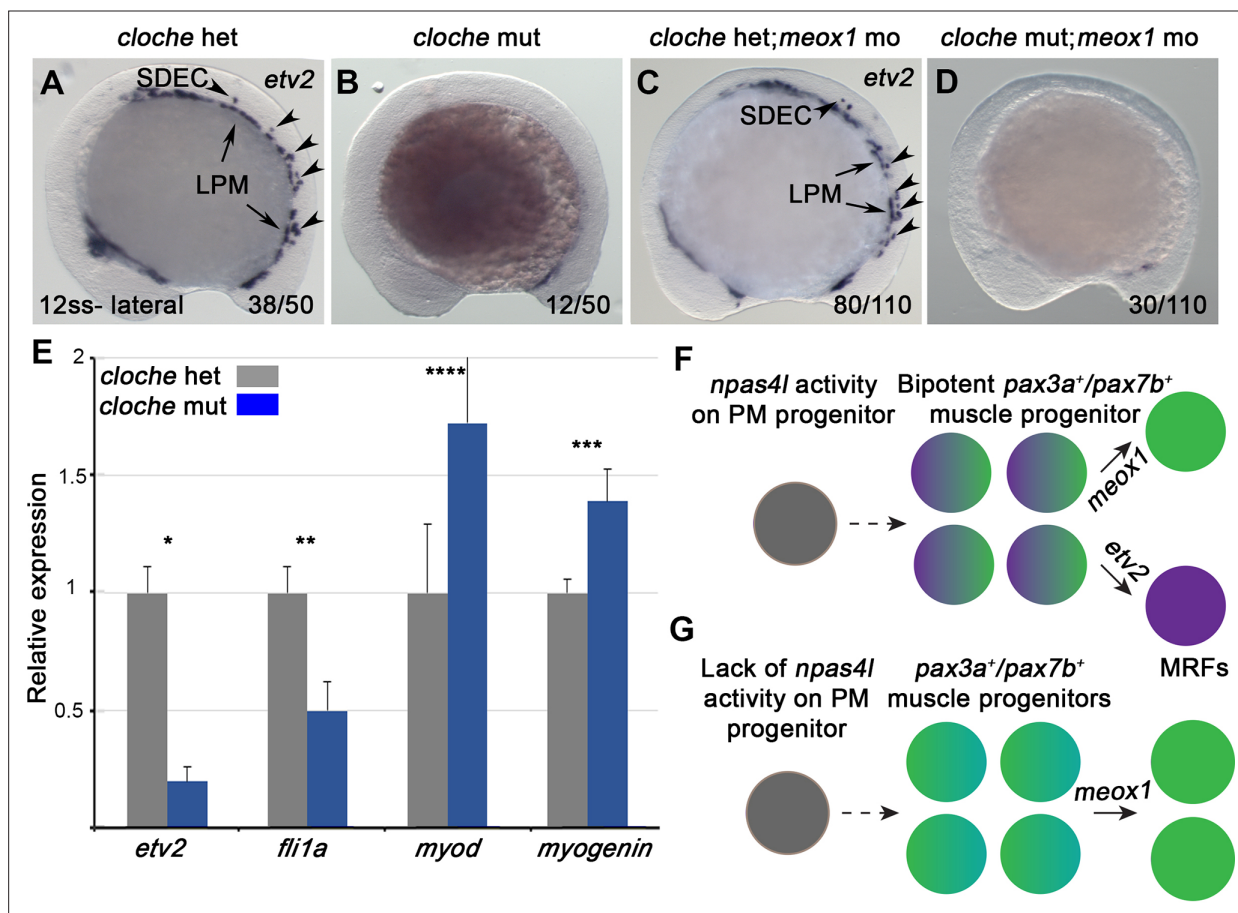 cloche het
cloche mut
cloche het;meox1 mo
cloche mut;meox1 mo
A
SDEC
etv2
LPM
12ss- lateral
38/50
B
12/50
C
etv2
SDEC
LPM
80/110
D
30/110
E
cloche het
cloche mut
Relative expression
2
1.5
1
0.5
*
**
****
***
etv2
fli1a
myod
myogenin
F
npas4l activity
on PM progenitor
Bipotent pax3a+/pax7b+
muscle progenitor
meox1
etv2
MRFs
G
Lack of npas4l
activity on PM
progenitor
pax3a+/pax7b+
muscle progenitors
meox1